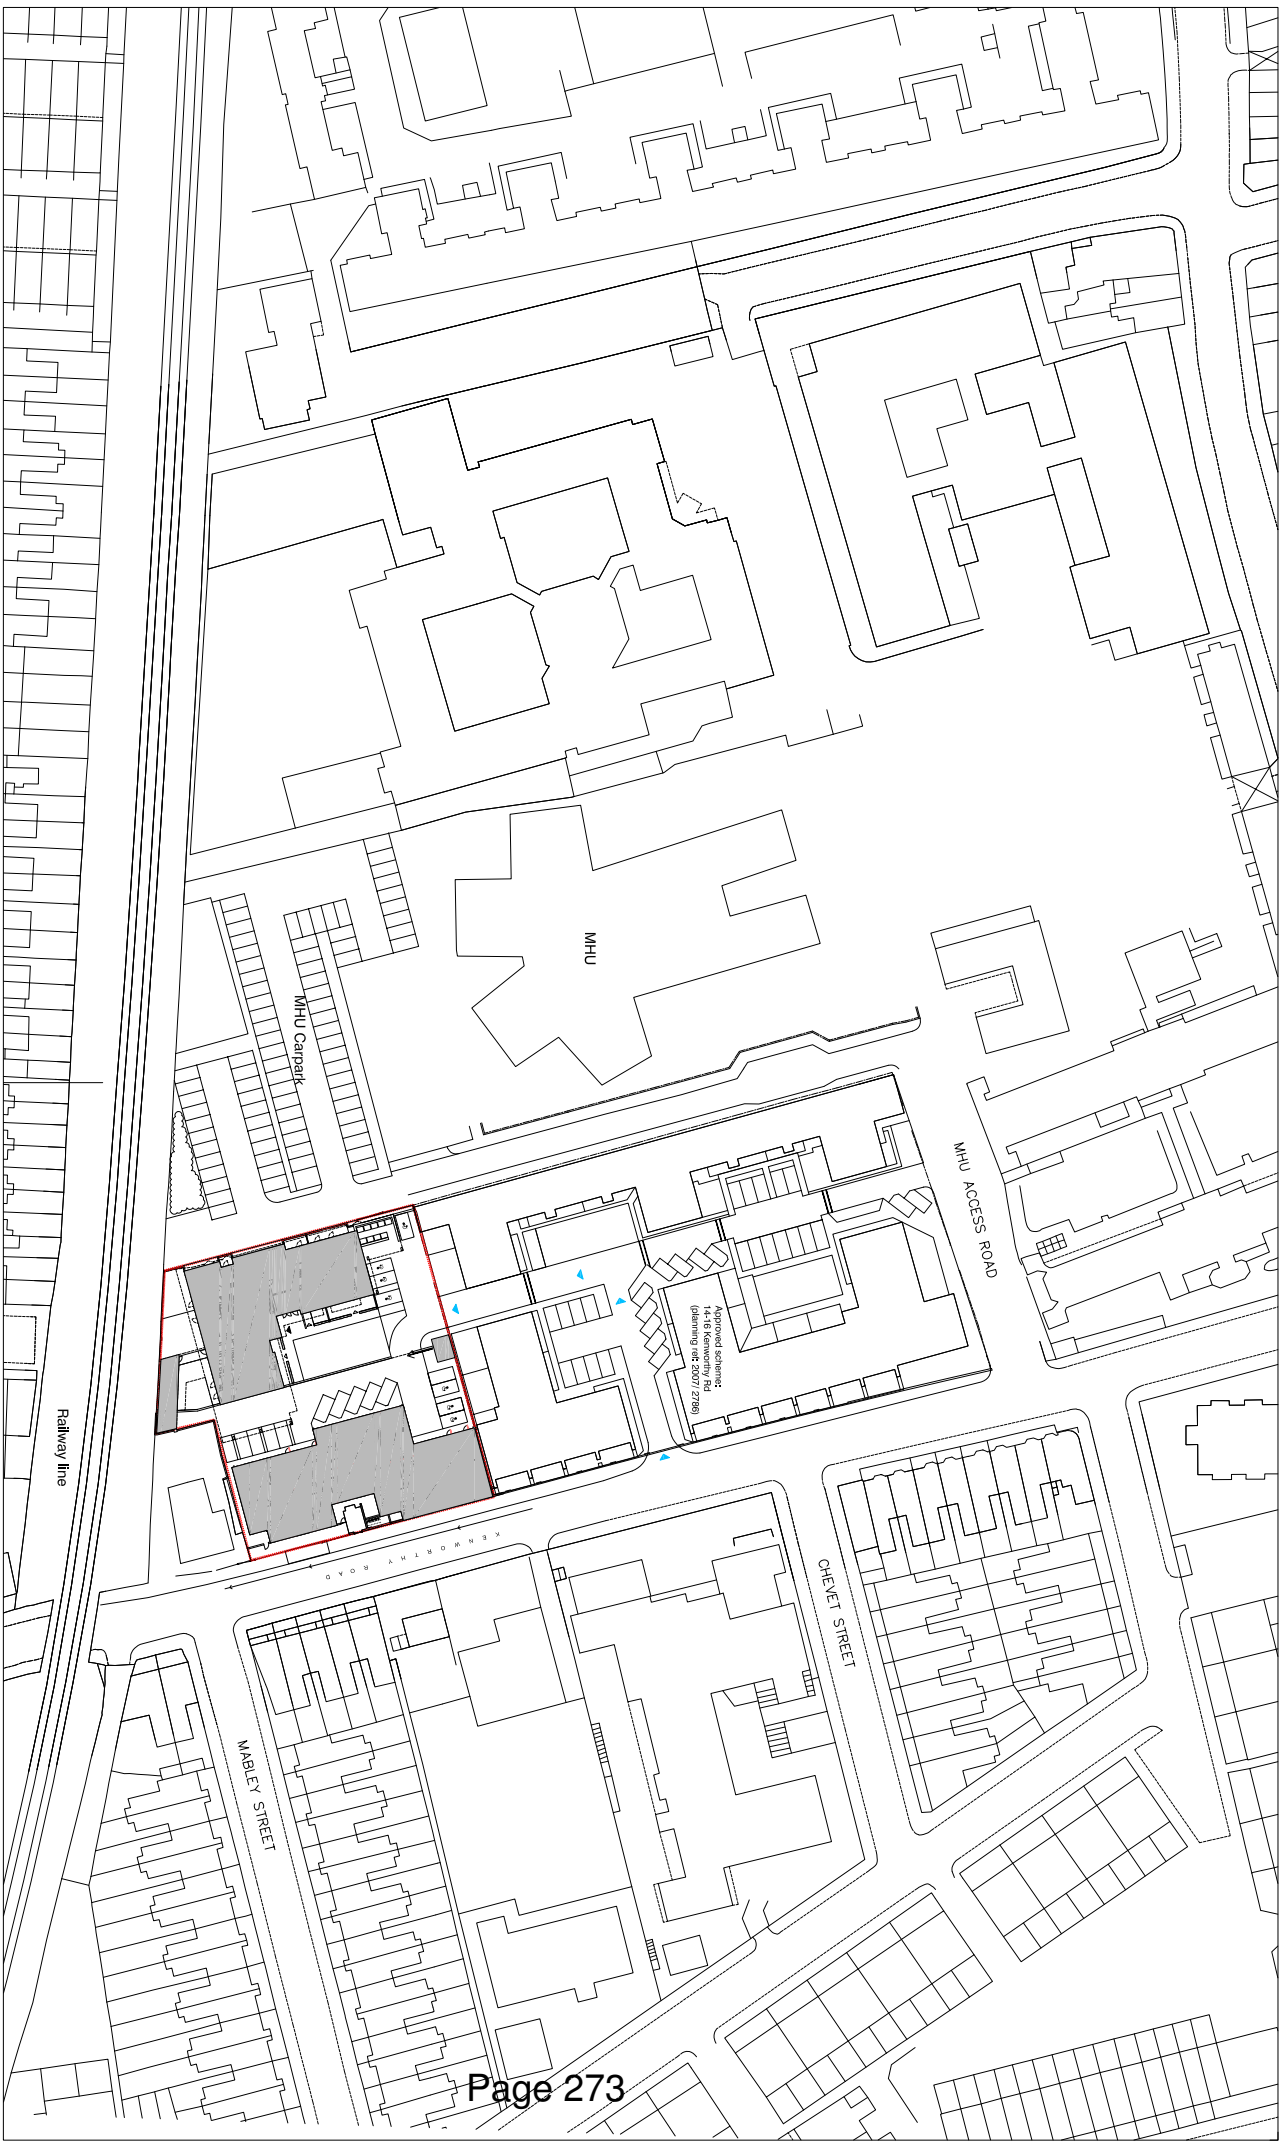 MHU
MHU Carpark
MHU ACCESS ROAD
Approved scheme:
14-16 Kenworthy Rd
(planning ref: 2007/ 2786)
Railway line
KENWORTHY ROAD
CHEVET STREET
MABLEY STREET
Page 273